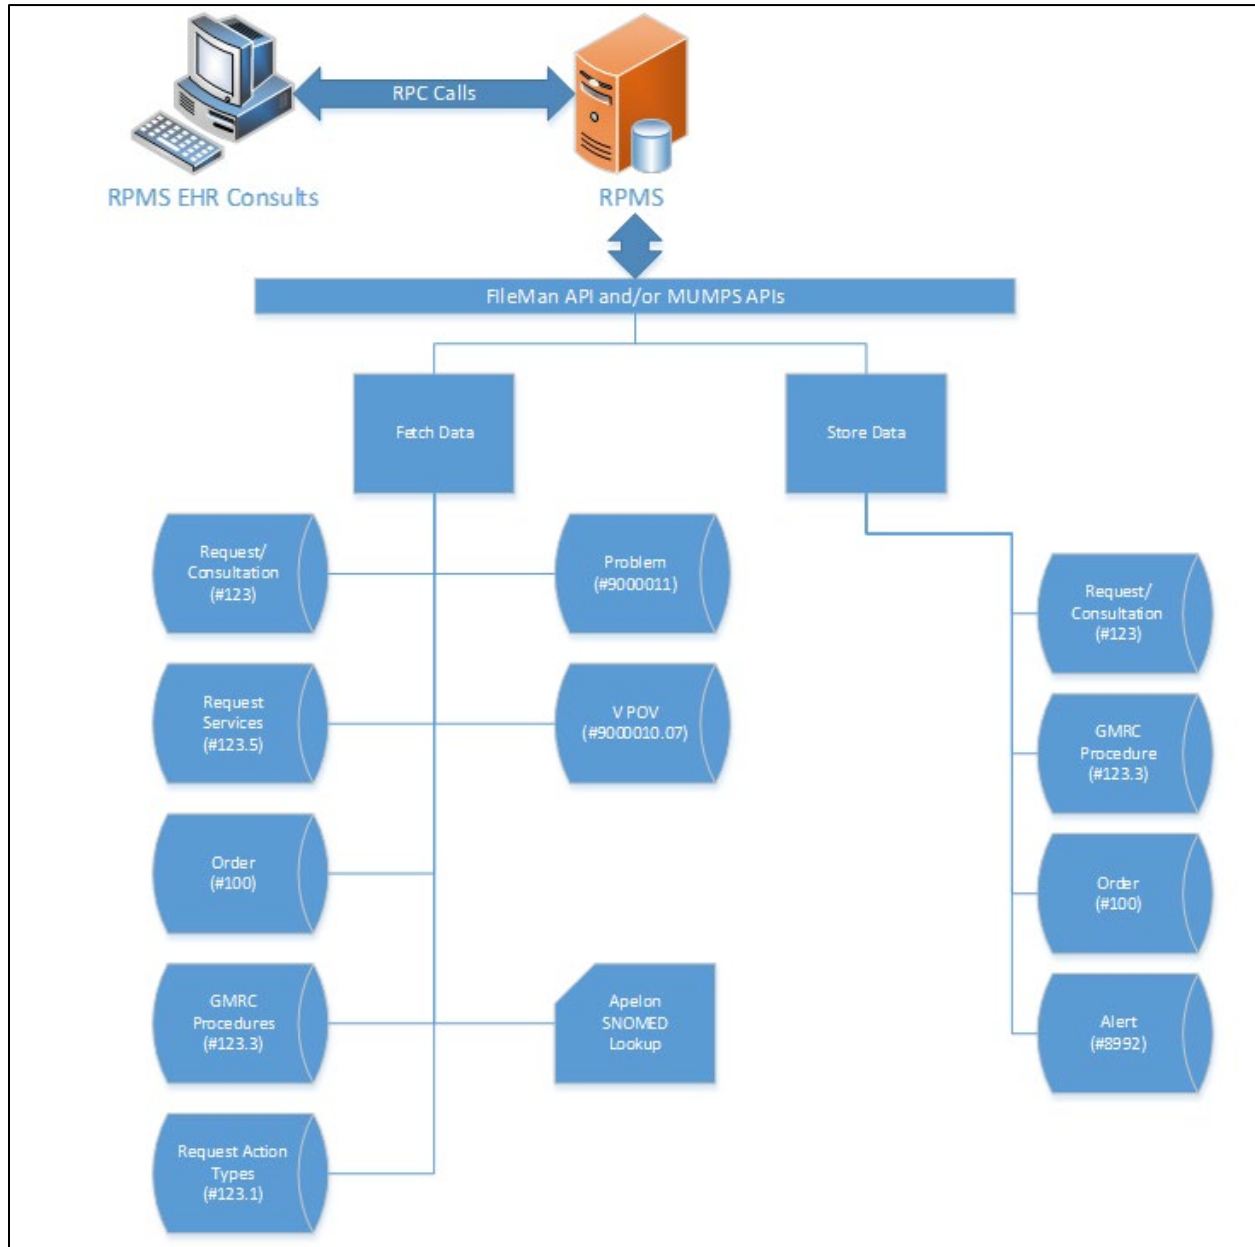 RPC Calls
RPMS EHR Consults
RPMS
FileMan API and/or MUMPS APIs
Fetch Data
Store Data
Request/
Consultation
(#123)
Problem
(#9000011)
Request/
Consultation
(#123)
Request
Services
(#123.5)
V POV
(#9000010.07)
GMRC
Procedure
(#123.3)
Order
(#100)
Order
(#100)
GMRC
Procedures
(#123.3)
Apelon
SNOMED
Lookup
Alert
(#8992)
Request Action
Types
(#123.1)